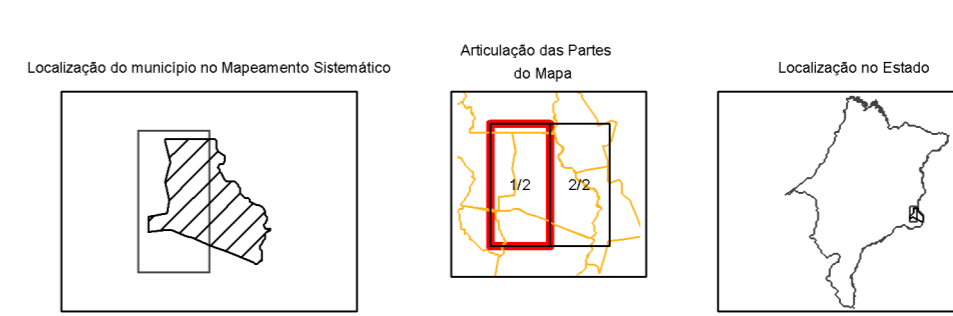 Localização do município no Mapeamento Sistemático
Articulação das Partes
do Mapa
1/2
2/2
Localização no Estado